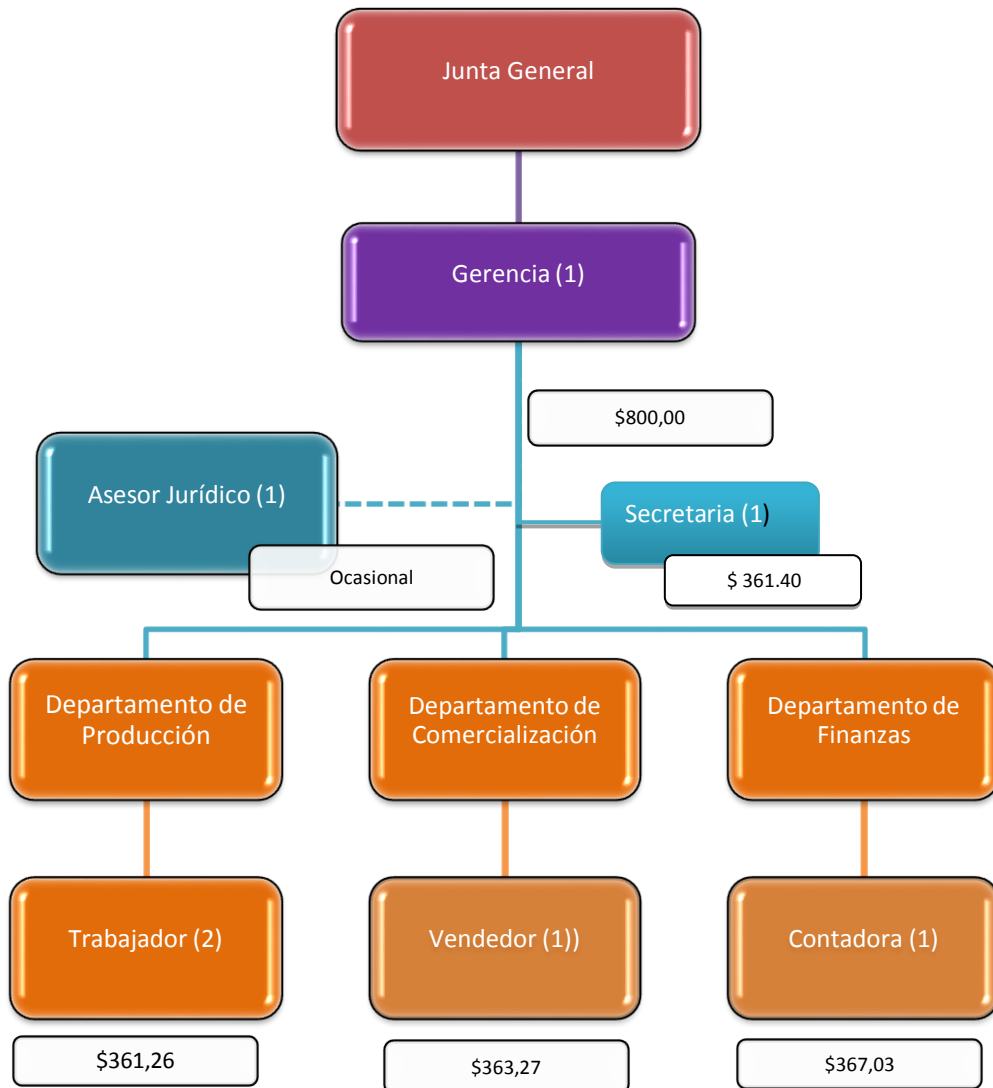 Junta General
Gerencia (1)
$800,00
Asesor Jurídico (1)
Ocasional
Secretaria (1)
$ 361.40
Departamento de
Producción
Departamento de
Comercialización
Departamento de
Finanzas
Trabajador (2)
Vendedor (1))
Contadora (1)
$361,26
$363,27
$367,03